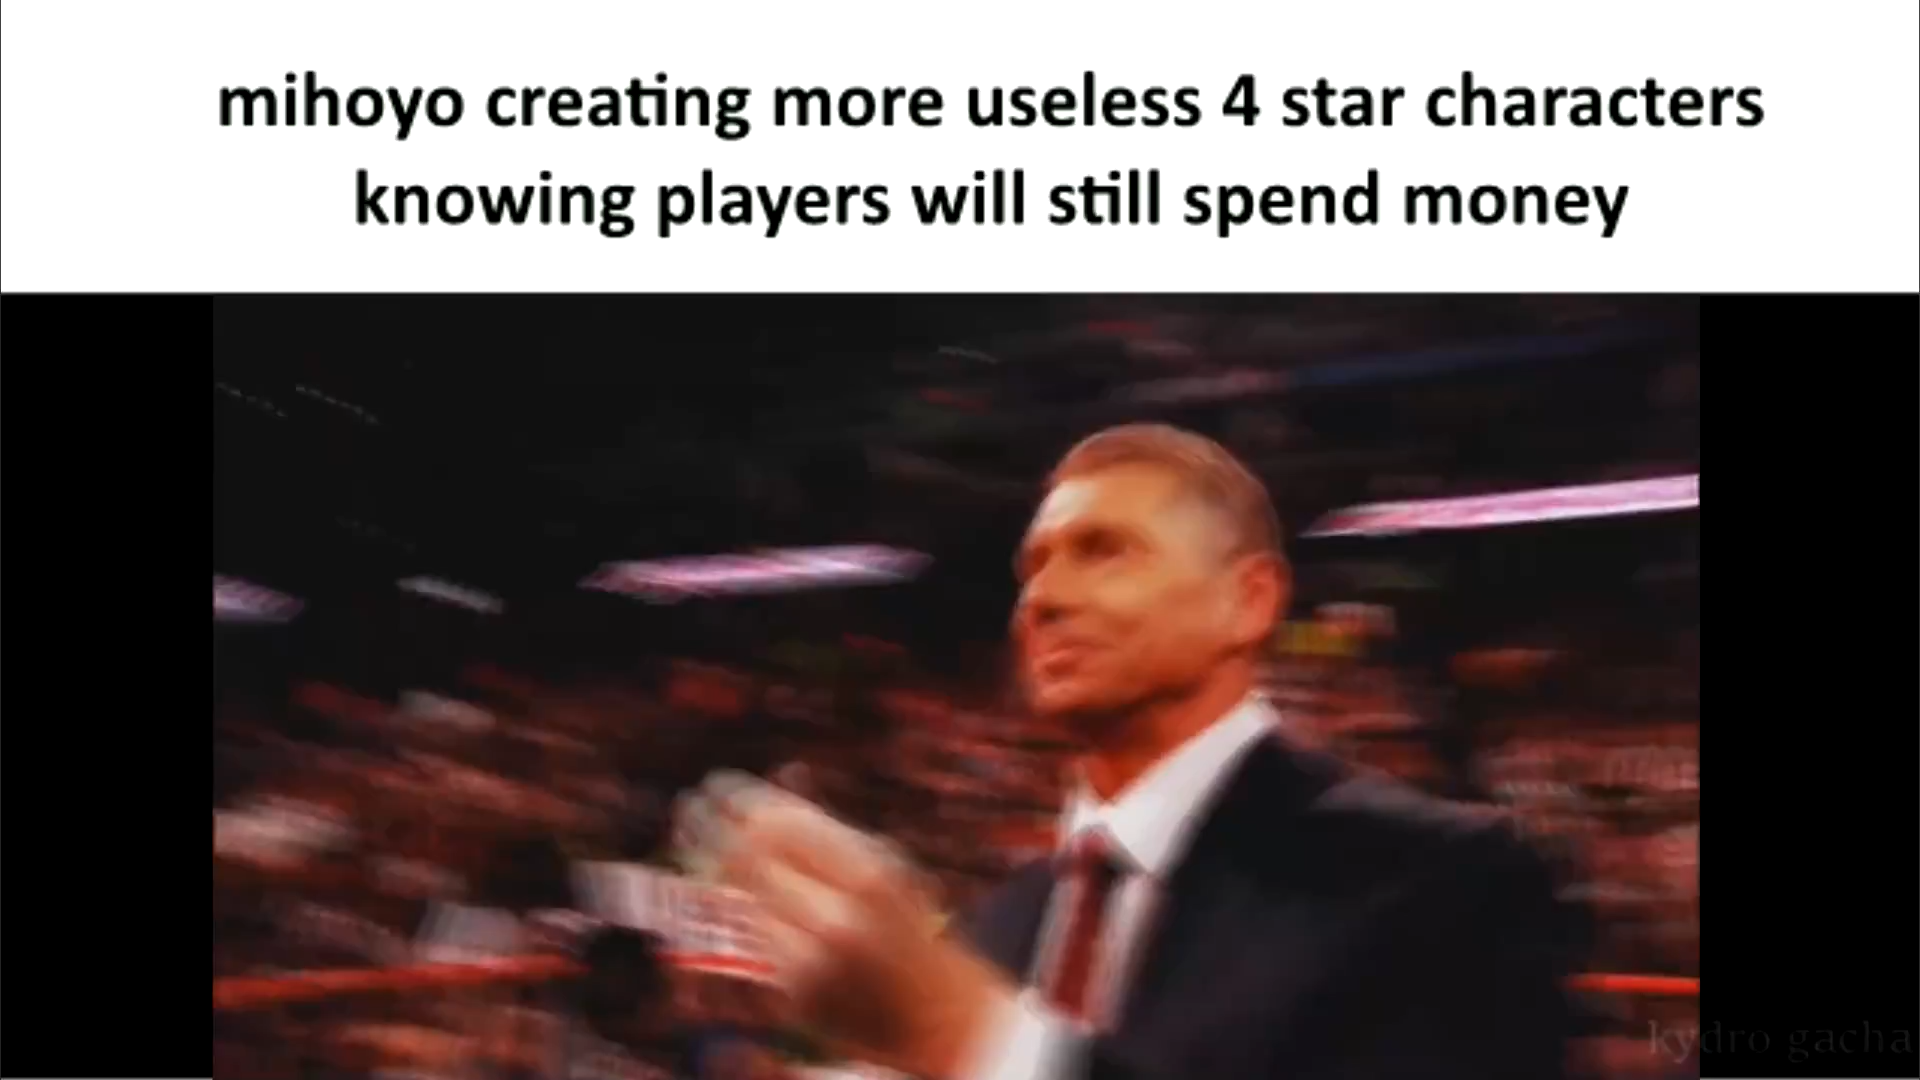 mihoyo creating more useless 4 star characters
knowing players will still spend money
kydro gacha